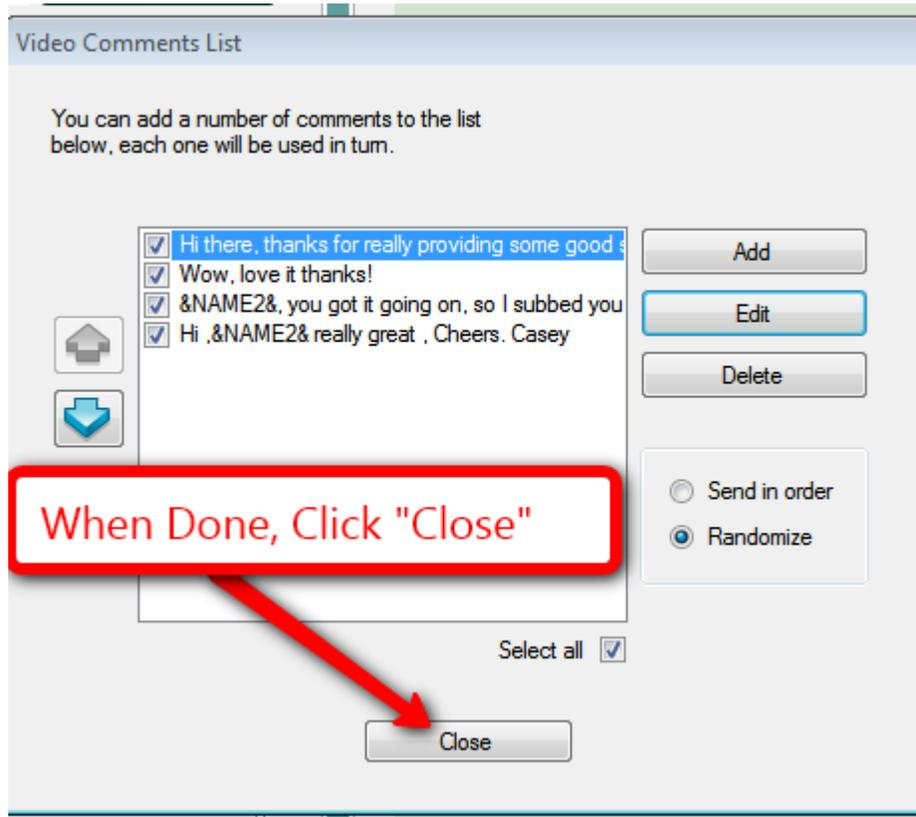 Video Comments List
You can add a number of comments to the list
below, each one will be used in turn.
Hi there, thanks for really providing some good
Wow, love it thanks!
&NAME2&, you got it going on, so I subbed you
Hi ,&NAME2& really great , Cheers. Casey
Add
Edit
Delete
Send in order
Randomize
When Done, Click "Close"
Select all
Close